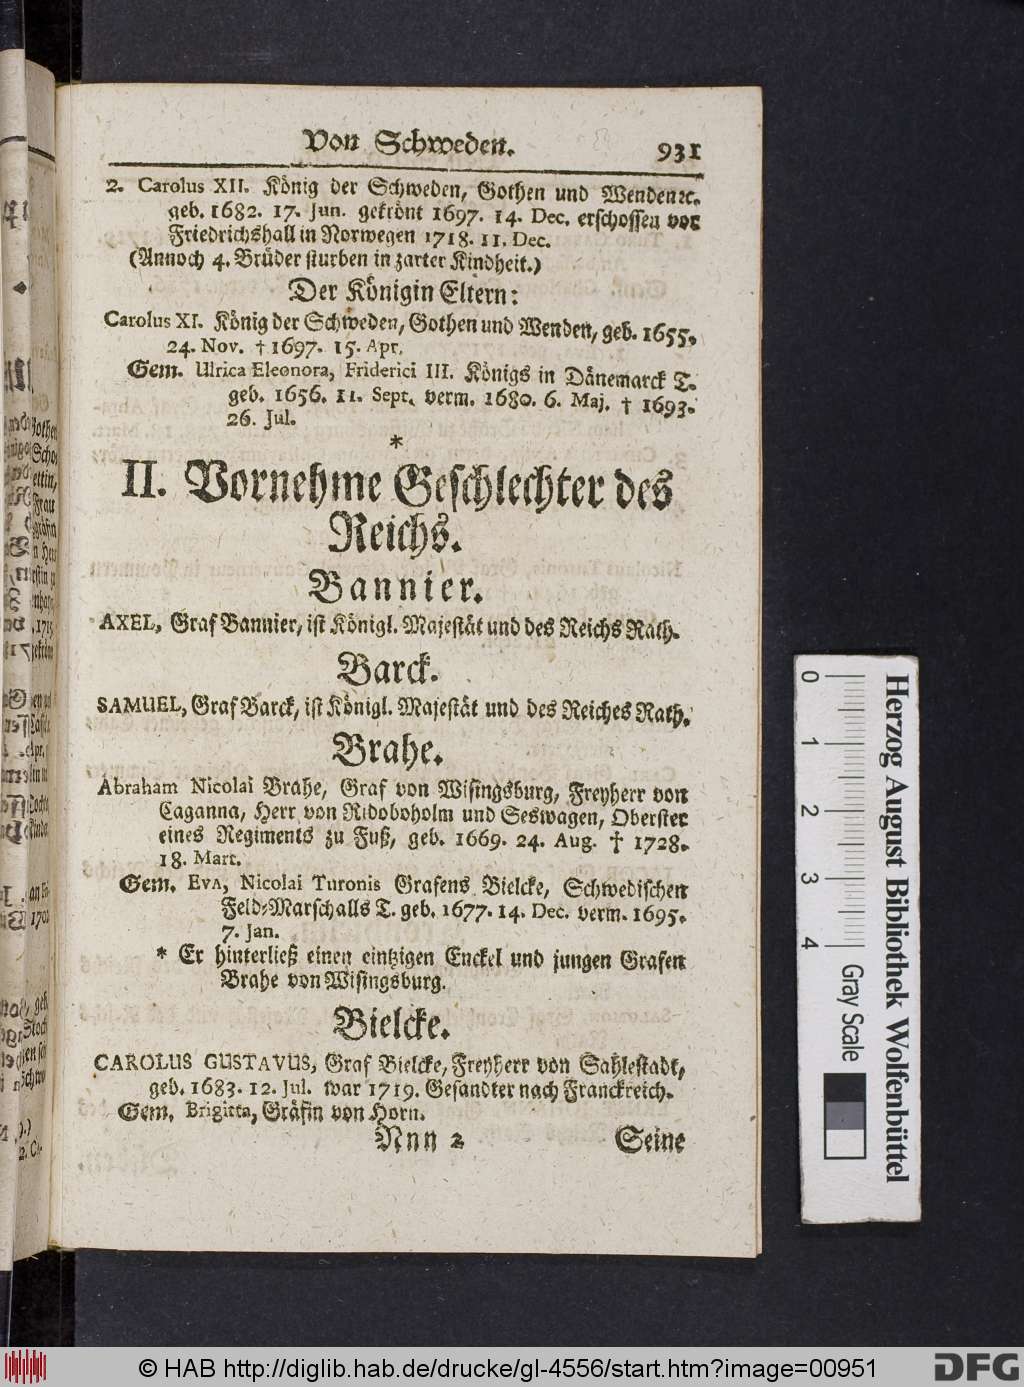 Von Schweden. 931
2. Carolus XII. König der Schweden, Gothen und Wenden ꝛc.
geb. 1682. 17. Jun. gekrönt 1697. 14. Dec. erschossen vor
Friedrichshall in Norwegen 1718. 11. Dec.
(Annoch 4. Brüder sturben in zarter Kindheit.)
Der Königin Eltern:
Carolus XI. König der Schweden, Gothen und Wenden, geb. 1655.
24. Nov. † 1697. 15. Apr.
Gem. Ulrica Eleonora, Friderici III. Königs in Dänemarck T.
geb. 1656. 11. Sept. verm. 1680. 6. Maj. † 1693.
26. Jul.
*
II. Vornehme Geschlechter des
Reichs.
Bannier.
AXEL, Graf Bannier, ist Königl. Majestät und des Reichs Rath.
Barck.
SAMUEL, Graf Barck, ist Königl. Majestät und des Reiches Rath.
Brahe.
Abraham Nicolai Brahe, Graf von Wisingsburg, Freyherr von
Caganna, Herr von Ridoboholm und Seswagen, Oberster
eines Regiments zu Fuß, geb. 1669. 24. Aug. † 1728.
18. Mart.
Gem. EVA, Nicolai Turonis Grafens Bielcke, Schwedischen
Feld-Marschalls T. geb. 1677. 14. Dec. verm. 1695.
7. Jan.
* Er hinterließ einen eintzigen Enckel und jungen Grafen
Brahe von Wisingsburg.
Bielcke.
CAROLUS GUSTAVUS, Graf Bielcke, Freyherr von Sahlestadt,
geb. 1683. 12. Jul. war 1719. Gesandter nach Franckreich.
Gem. Brigitta, Gräfin von Horn.
Nnn 2 Seine
0 1 2 3 4
Herzog August Bibliothek Wolfenbüttel
Gray Scale
© HAB http://diglib.hab.de/drucke/gl-4556/start.htm?image=00951
DFG